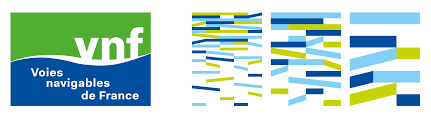 vnf
Voies
navigables
de France